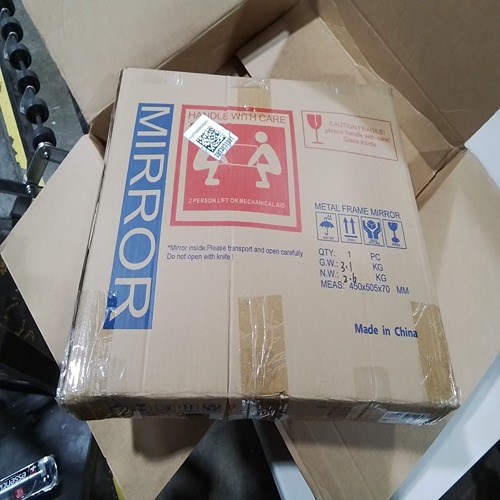 MIRROR
HANDLE WITH CARE
2 PERSON LIFT OR MECHANICAL AID
CAUTION FRAGILE!
please handle with care!
Glass inside
*Mirror inside.Please transport and open carefully
Do not open with knife !
METAL FRAME MIRROR
QTY: 1 PC
G.W.: 3.1 KG
N.W.: 2.6 KG
MEAS: 450x505x70 MM
Made in China